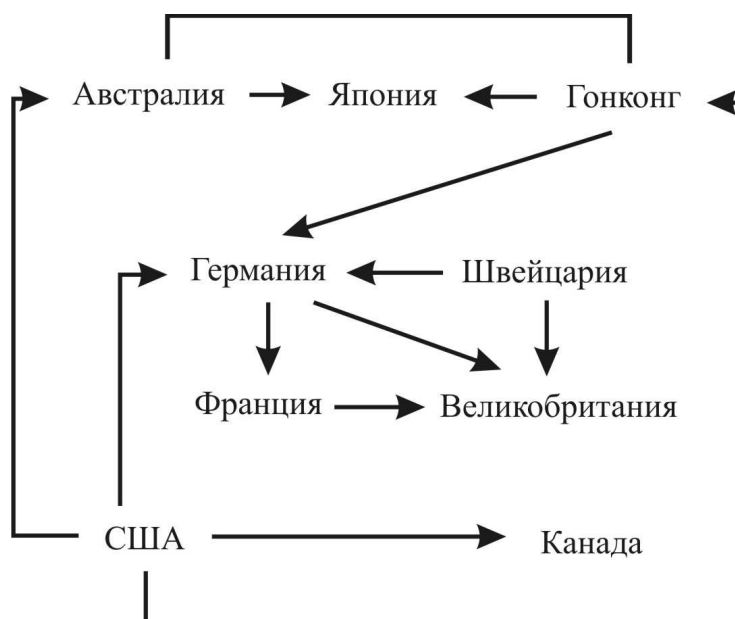 Австралия Япония Гонконг
Германия Швейцария
Франция Великобритания
США Канада